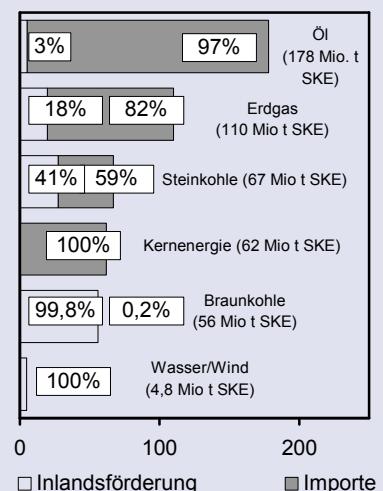 3% 97% Öl
(178 Mio. t
SKE)
18% 82% Erdgas
(110 Mio t SKE)
41% 59% Steinkohle (67 Mio t SKE)
100% Kernenergie (62 Mio t SKE)
99,8% 0,2% Braunkohle
(56 Mio t SKE)
100% Wasser/Wind
(4,8 Mio t SKE)
0 100 200
Inlandsförderung Importe